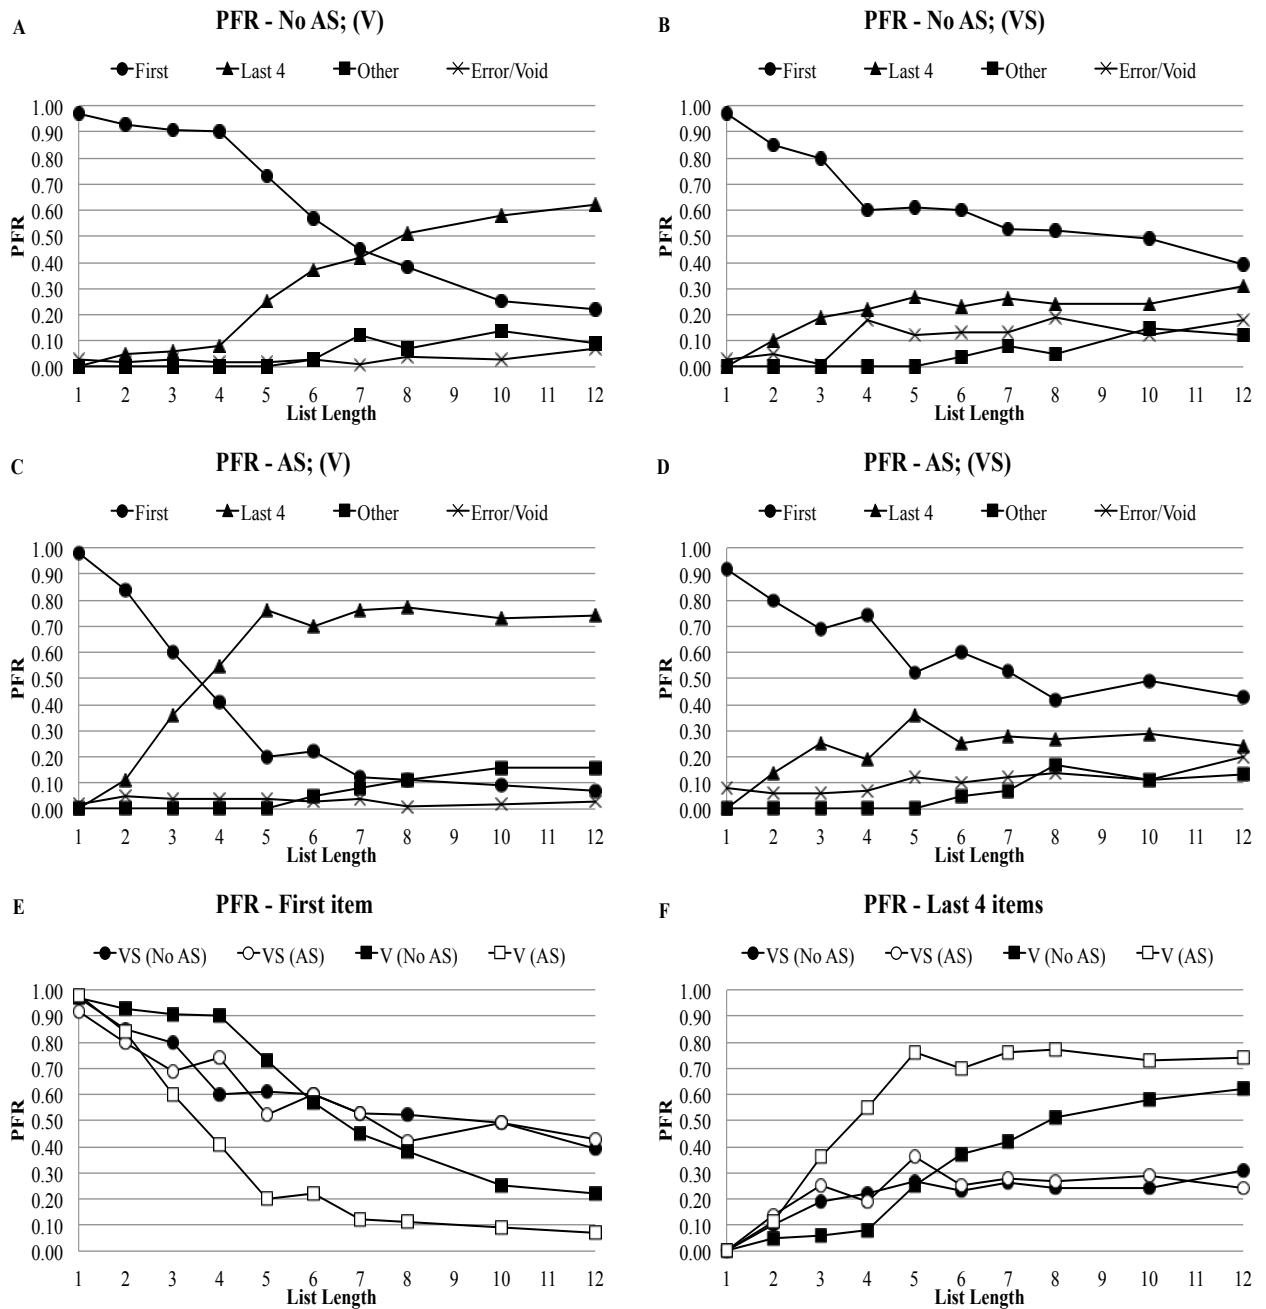 A
PFR - No AS; (V)
First Last 4 Other Error/Void
1.00
0.90
0.80
0.70
0.60
0.50
0.40
0.30
0.20
0.10
0.00
PFR
1 2 3 4 5 6 7 8 9 10 11 12
List Length
B
PFR - No AS; (VS)
First Last 4 Other Error/Void
1.00
0.90
0.80
0.70
0.60
0.50
0.40
0.30
0.20
0.10
0.00
PFR
1 2 3 4 5 6 7 8 9 10 11 12
List Length
C
PFR - AS; (V)
First Last 4 Other Error/Void
1.00
0.90
0.80
0.70
0.60
0.50
0.40
0.30
0.20
0.10
0.00
PFR
1 2 3 4 5 6 7 8 9 10 11 12
List Length
D
PFR - AS; (VS)
First Last 4 Other Error/Void
1.00
0.90
0.80
0.70
0.60
0.50
0.40
0.30
0.20
0.10
0.00
PFR
1 2 3 4 5 6 7 8 9 10 11 12
List Length
E
PFR - First item
VS (No AS) VS (AS) V (No AS) V (AS)
1.00
0.90
0.80
0.70
0.60
0.50
0.40
0.30
0.20
0.10
0.00
PFR
1 2 3 4 5 6 7 8 9 10 11 12
List Length
F
PFR - Last 4 items
VS (No AS) VS (AS) V (No AS) V (AS)
1.00
0.90
0.80
0.70
0.60
0.50
0.40
0.30
0.20
0.10
0.00
PFR
1 2 3 4 5 6 7 8 9 10 11 12
List Length